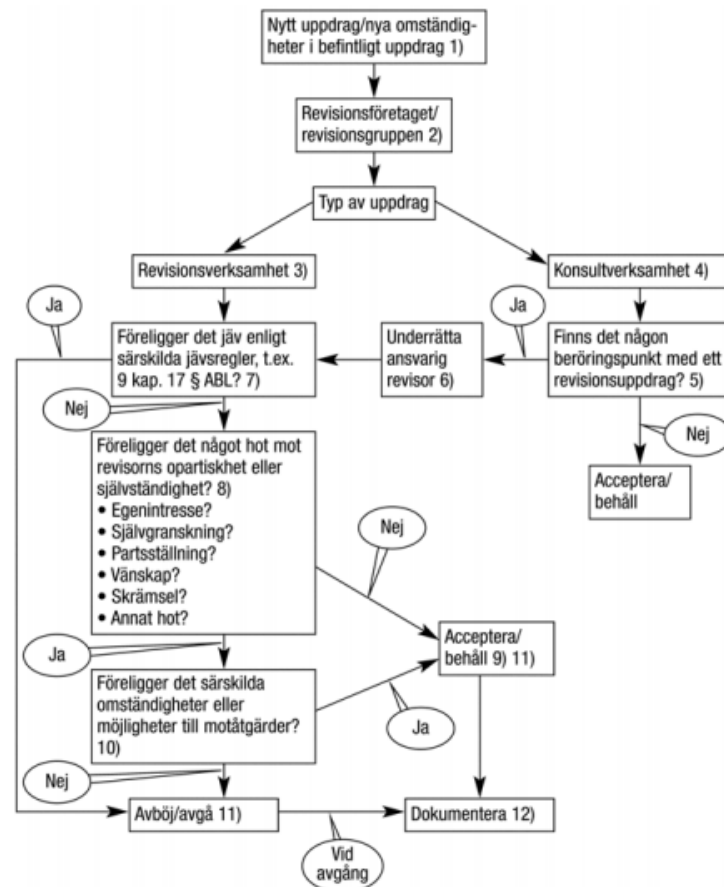 Nytt uppdrag/nya omständig-
heter i befintligt uppdrag 1)
Revisionsföretaget/
revisionsgruppen 2)
Typ av uppdrag
Revisionsverksamhet 3)
Konsultverksamhet 4)
Ja
Föreligger det jäv enligt
särskilda jävsregler, t.ex.
9 kap. 17 § ABL? 7)
Underrätta
ansvarig
revisor 6)
Ja
Finns det någon
beröringspunkt med ett
revisionsuppdrag? 5)
Nej
Nej
Acceptera/
behåll
Föreligger det något hot mot
revisorns opartiskhet eller
självständighet? 8)
• Egenintresse?
• Självgranskning?
• Partsställning?
• Vänskap?
• Skrämsel?
• Annat hot?
Nej
Ja
Acceptera/
behåll 9) 11)
Föreligger det särskilda
omständigheter eller
möjligheter till motåtgärder?
10)
Ja
Nej
Avböj/avgå 11)
Vid
avgång
Dokumentera 12)